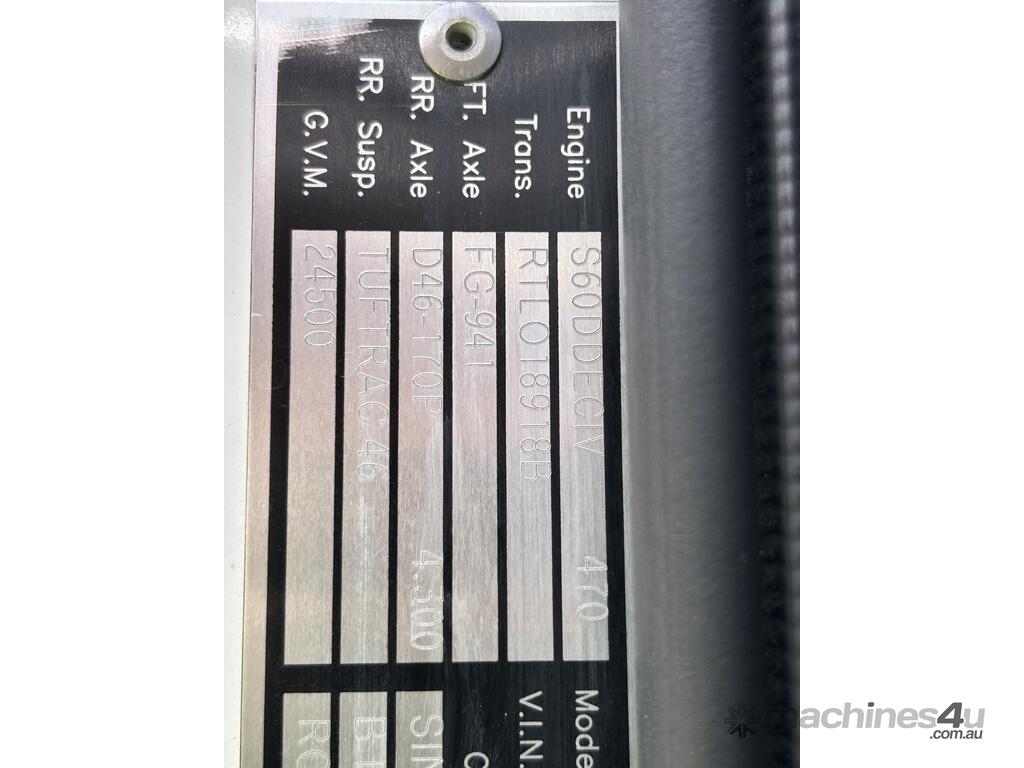 Engine S60DDECIV 470
Trans. RTLO18918B
FT. Axle FG-941
RR. Axle D46-170P 4.300
RR. Susp. TUFTRAC 46
G.V.M. 24500
V.I.N.
machines4u
.com.au